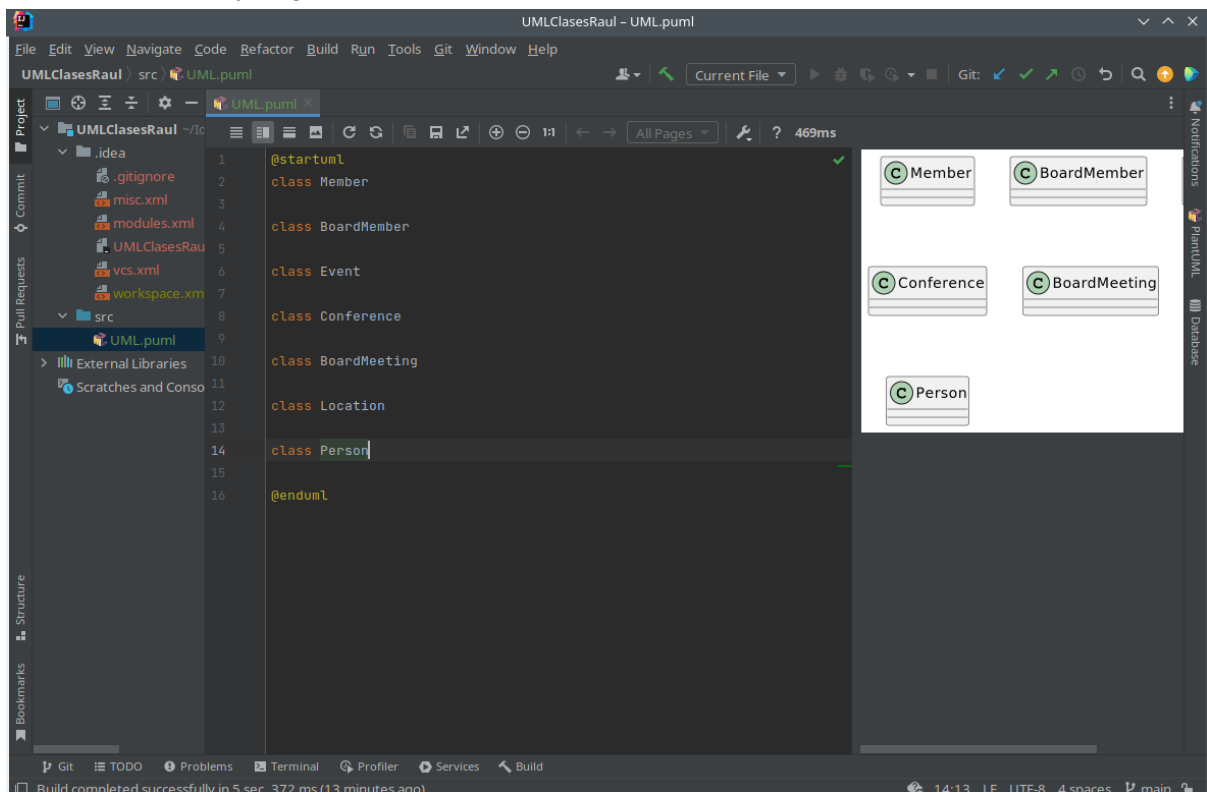 UMLClasesRaul – UML.puml
File Edit View Navigate Code Refactor Build Run Tools Git Window Help
UMLClasesRaul src UML.puml
Current File
Git:
Project
UML.puml
UMLClasesRaul ~/Id
All Pages
1:1
? 469ms
.idea
.gitignore
misc.xml
modules.xml
UMLClasesRau
vcs.xml
workspace.xm
src
UML.puml
External Libraries
Scratches and Conso
Commit
Pull Requests
Structure
Bookmarks
1 @startuml
2 class Member
3
4 class BoardMember
5
6 class Event
7
8 class Conference
9
10 class BoardMeeting
11
12 class Location
13
14 class Person
15
16 @enduml
C Member
C BoardMember
C Conference
C BoardMeeting
C Person
Notifications
PlantUML
Database
Git TODO Problems Terminal Profiler Services Build
Build completed successfully in 5 sec, 372 ms (13 minutes ago)
14:13 LF UTF-8 4 spaces main